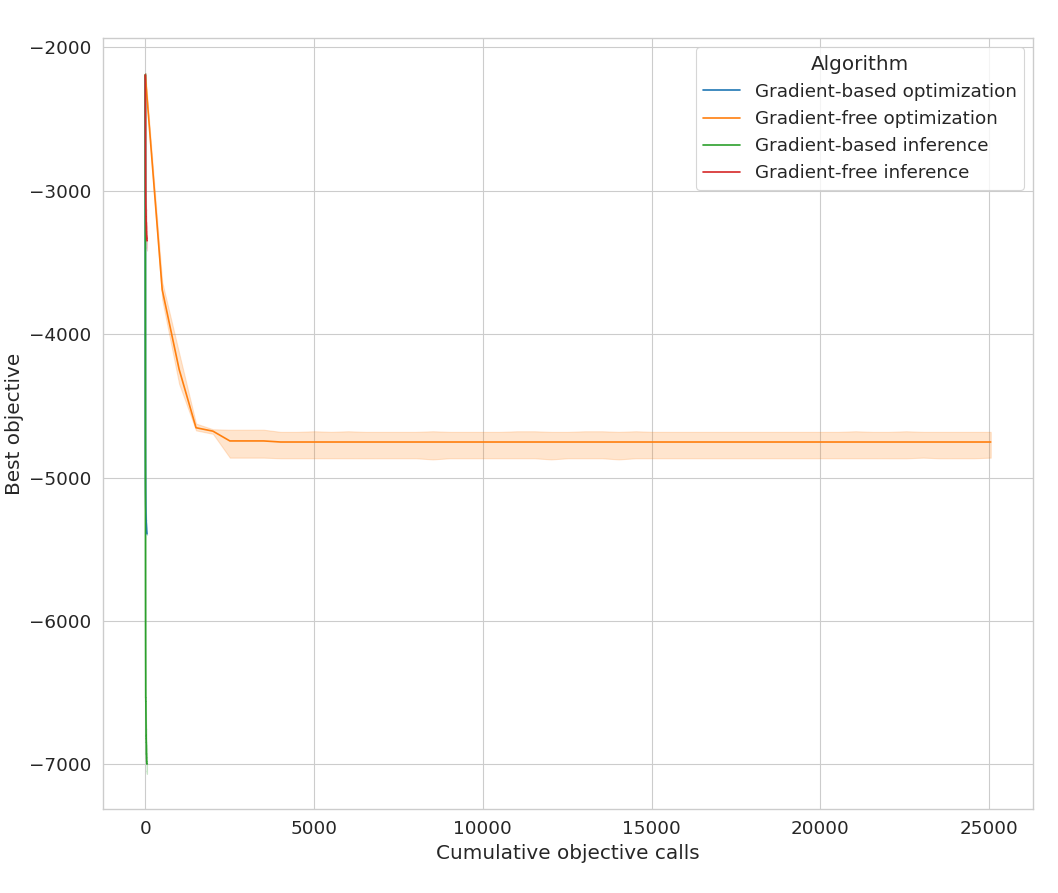 Algorithm
Gradient-based optimization
Gradient-free optimization
Gradient-based inference
Gradient-free inference
−2000
−3000
−4000
−5000
−6000
−7000
Best objective
0 5000 10000 15000 20000 25000
Cumulative objective calls